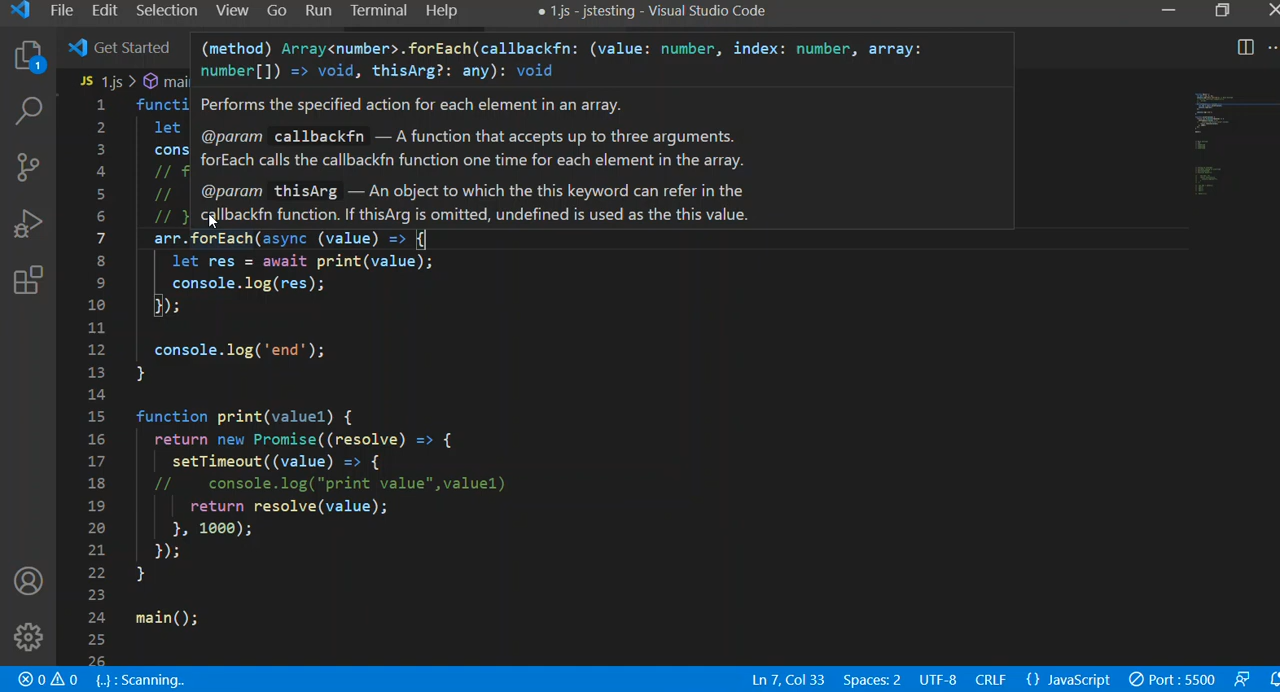 File Edit Selection View Go Run Terminal Help
● 1.js - jstesting - Visual Studio Code
Get Started
(method) Array<number>.forEach(callbackfn: (value: number, index: number, array:
number[]) => void, thisArg?: any): void
JS 1.js > mai
Performs the specified action for each element in an array.
@param callbackfn — A function that accepts up to three arguments.
forEach calls the callbackfn function one time for each element in the array.
@param thisArg — An object to which the this keyword can refer in the
callbackfn function. If thisArg is omitted, undefined is used as the this value.
1 functi
2 let
3 cons
4 // f
5 //
6 // }
7 arr.forEach(async (value) => {
8 let res = await print(value);
9 console.log(res);
10 });
11
12 console.log('end');
13 }
14
15 function print(value1) {
16 return new Promise((resolve) => {
17 setTimeout((value) => {
18 // console.log("print value",value1)
19 return resolve(value);
20 }, 1000);
21 });
22 }
23
24 main();
25
26
1
0 0 {..} : Scanning.. Ln 7, Col 33 Spaces: 2 UTF-8 CRLF {} JavaScript Port : 5500